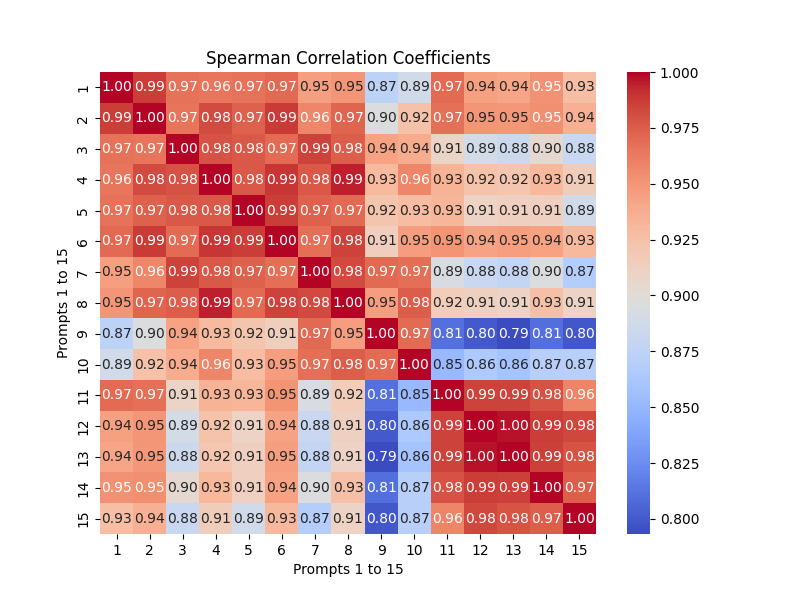 Spearman Correlation Coefficients
1 1.00 0.99 0.97 0.96 0.97 0.97 0.95 0.95 0.87 0.89 0.97 0.94 0.94 0.95 0.93
2 0.99 1.00 0.97 0.98 0.97 0.99 0.96 0.97 0.90 0.92 0.97 0.95 0.95 0.95 0.94
3 0.97 0.97 1.00 0.98 0.98 0.97 0.99 0.98 0.94 0.94 0.91 0.89 0.88 0.90 0.88
4 0.96 0.98 0.98 1.00 0.98 0.99 0.98 0.99 0.93 0.96 0.93 0.92 0.92 0.93 0.91
5 0.97 0.97 0.98 0.98 1.00 0.99 0.97 0.97 0.92 0.93 0.93 0.91 0.91 0.91 0.89
6 0.97 0.99 0.97 0.99 0.99 1.00 0.97 0.98 0.91 0.95 0.95 0.94 0.95 0.94 0.93
7 0.95 0.96 0.99 0.98 0.97 0.97 1.00 0.98 0.97 0.97 0.89 0.88 0.88 0.90 0.87
8 0.95 0.97 0.98 0.99 0.97 0.98 0.98 1.00 0.95 0.98 0.92 0.91 0.91 0.93 0.91
9 0.87 0.90 0.94 0.93 0.92 0.91 0.97 0.95 1.00 0.97 0.81 0.80 0.79 0.81 0.80
10 0.89 0.92 0.94 0.96 0.93 0.95 0.97 0.98 0.97 1.00 0.85 0.86 0.86 0.87 0.87
11 0.97 0.97 0.91 0.93 0.93 0.95 0.89 0.92 0.81 0.85 1.00 0.99 0.99 0.98 0.96
12 0.94 0.95 0.89 0.92 0.91 0.94 0.88 0.91 0.80 0.86 0.99 1.00 1.00 0.99 0.98
13 0.94 0.95 0.88 0.92 0.91 0.95 0.88 0.91 0.79 0.86 0.99 1.00 1.00 0.99 0.98
14 0.95 0.95 0.90 0.93 0.91 0.94 0.90 0.93 0.81 0.87 0.98 0.99 0.99 1.00 0.97
15 0.93 0.94 0.88 0.91 0.89 0.93 0.87 0.91 0.80 0.87 0.96 0.98 0.98 0.97 1.00
1 2 3 4 5 6 7 8 9 10 11 12 13 14 15
Prompts 1 to 15
Prompts 1 to 15
1.000
0.975
0.950
0.925
0.900
0.875
0.850
0.825
0.800